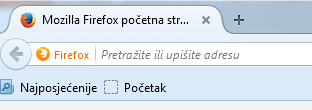 Mozilla Firefox početna str...
Firefox Pretražite ili upišite adresu
Najposjećenije Početak